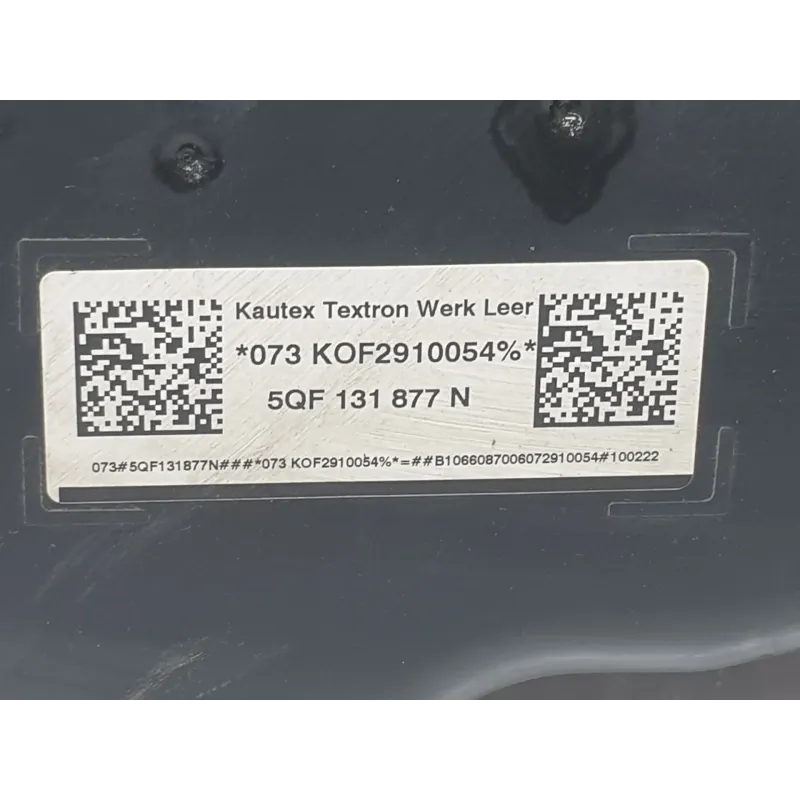 Kautex Textron Werk Leer
*073 KOF2910054%*
5QF 131 877 N
073#5QF131877N###*073 KOF2910054%*=##B1066087006072910054#100222